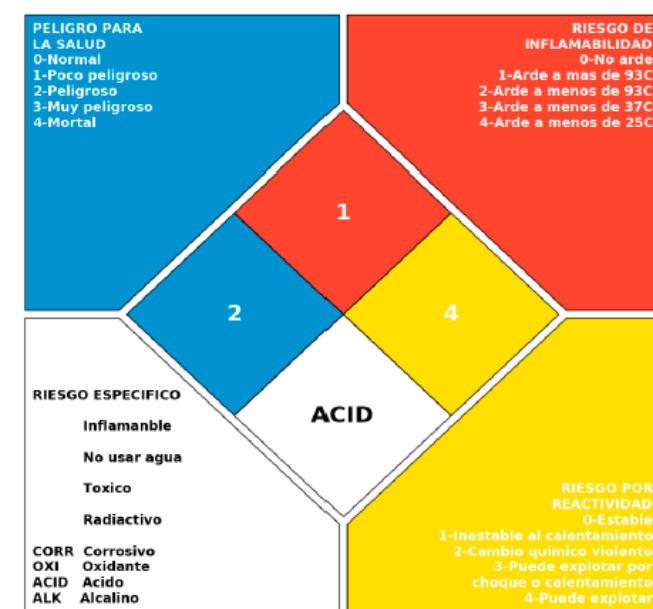 PELIGRO PARA
LA SALUD
0-Normal
1-Poco peligroso
2-Peligroso
3-Muy peligroso
4-Mortal
RIESGO DE
INFLAMABILIDAD
0-No arde
1-Arde a mas de 93C
2-Arde a menos de 93C
3-Arde a menos de 37C
4-Arde a menos de 25C
1
2
4
ACID
RIESGO ESPECIFICO
Inflamanble
No usar agua
Toxico
Radiactivo
CORR Corrosivo
OXI Oxidante
ACID Acido
ALK Alcalino
RIESGO POR
REACTIVIDAD
0-Estable
1-Inestable al calentamiento
2-Cambio quimico violento
3-Puede explotar por
choque o calentamiento
4-Puede explotar